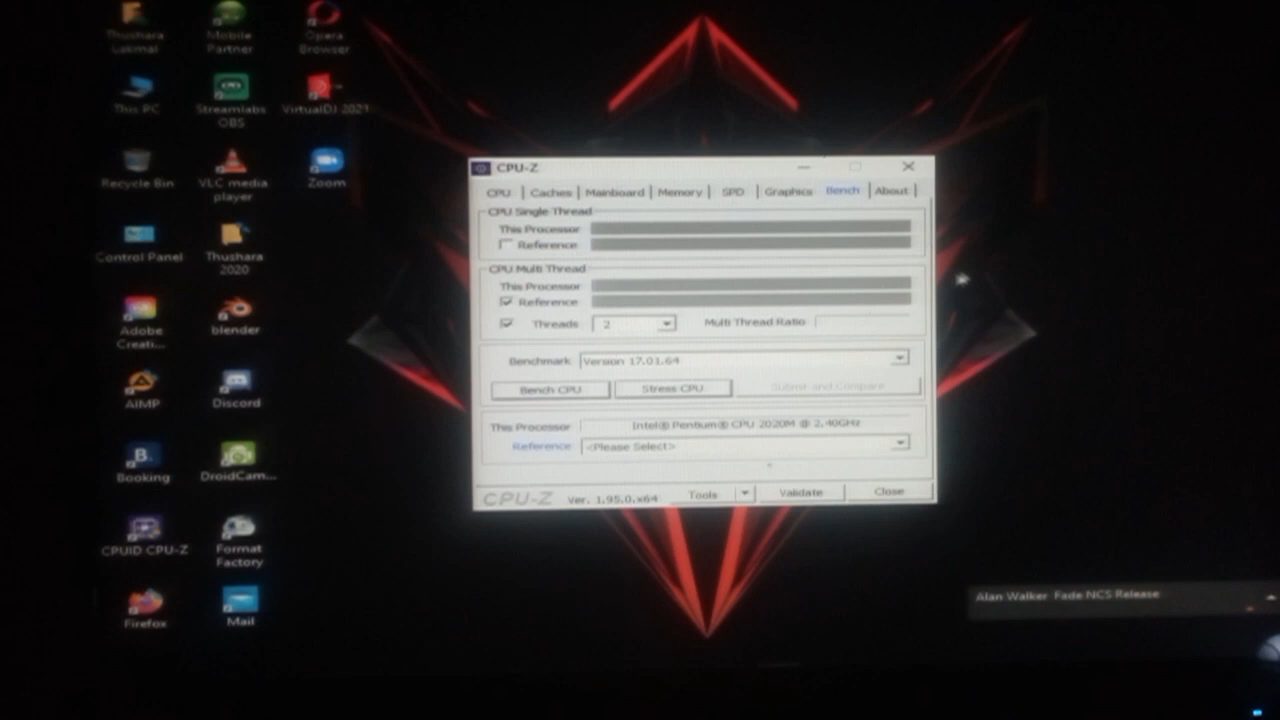 Thushara
Lakmal
Mobile
Partner
Opera
Browser
This PC
Streamlabs
OBS
VirtualDJ 2021
Recycle Bin
VLC media
player
Zoom
Control Panel
Thushara
2020
Adobe
Creati...
blender
AIMP
Discord
B.
Booking
DroidCam...
CPUID CPU-Z
Format
Factory
Firefox
Mail
CPU-Z
CPU Caches Mainboard Memory SPD Graphics Bench About
CPU Single Thread
This Processor
Reference
CPU Multi Thread
This Processor
Reference
Threads 2 Multi Thread Ratio
Benchmark Version 17.01.64
Bench CPU Stress CPU Submit and Compare
This Processor Intel® Pentium® CPU 2020M @ 2.40GHz
Reference <Please Select>
CPU-Z Ver. 1.95.0.x64 Tools Validate Close
Alan Walker Fade NCS Release